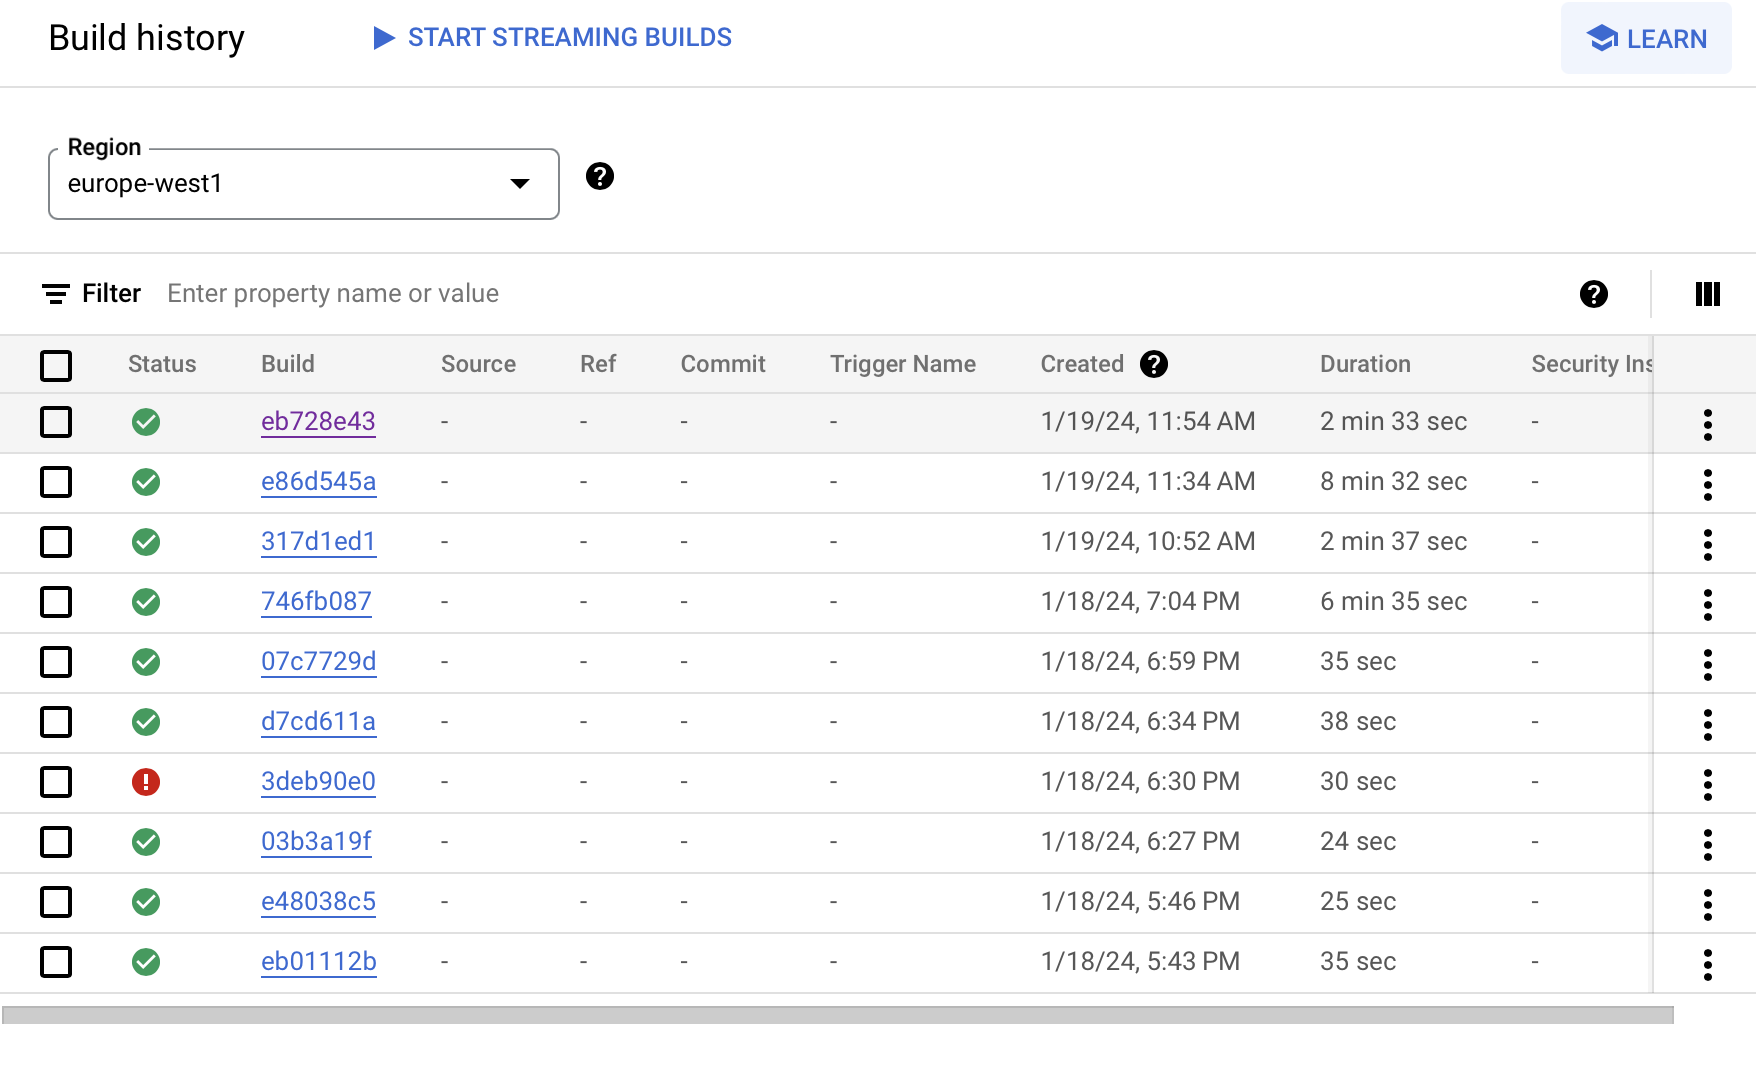 Build history START STREAMING BUILDS LEARN
Region
europe-west1
Filter Enter property name or value
Status Build Source Ref Commit Trigger Name Created Duration Security Ins
eb728e43 - - - - 1/19/24, 11:54 AM 2 min 33 sec -
e86d545a - - - - 1/19/24, 11:34 AM 8 min 32 sec -
317d1ed1 - - - - 1/19/24, 10:52 AM 2 min 37 sec -
746fb087 - - - - 1/18/24, 7:04 PM 6 min 35 sec -
07c7729d - - - - 1/18/24, 6:59 PM 35 sec -
d7cd611a - - - - 1/18/24, 6:34 PM 38 sec -
3deb90e0 - - - - 1/18/24, 6:30 PM 30 sec -
03b3a19f - - - - 1/18/24, 6:27 PM 24 sec -
e48038c5 - - - - 1/18/24, 5:46 PM 25 sec -
eb01112b - - - - 1/18/24, 5:43 PM 35 sec -